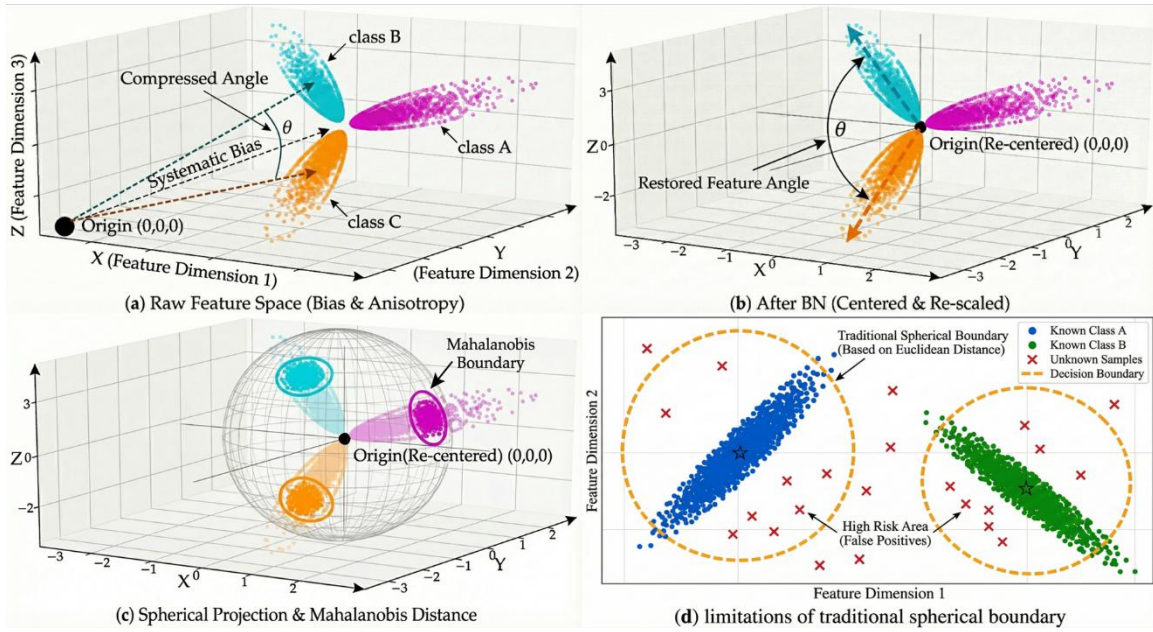 class B
Compressed Angle
θ
class A
Systematic Bias
class C
Origin (0,0,0)
Z (Feature Dimension 3)
X (Feature Dimension 1)
Y
(Feature Dimension 2)
(a) Raw Feature Space (Bias & Anisotropy)
3
Z 0
−2
θ
Origin(Re-centered) (0,0,0)
Restored Feature Angle
−3
−2
−1
X 0
1
2
−3
−2
−1
Y
0
1
2
(b) After BN (Centered & Re-scaled)
Mahalanobis
Boundary
3
Z 0
−2
Origin(Re-centered) (0,0,0)
−3
−2
−1
X 0
1
2
−3
−2
−1
Y
0
1
2
(c) Spherical Projection & Mahalanobis Distance
Traditional Spherical Boundary
(Based on Euclidean Distance)
Known Class A
Known Class B
Unknown Samples
Decision Boundary
Feature Dimension 2
High Risk Area
(False Positives)
Feature Dimension 1
(d) limitations of traditional spherical boundary